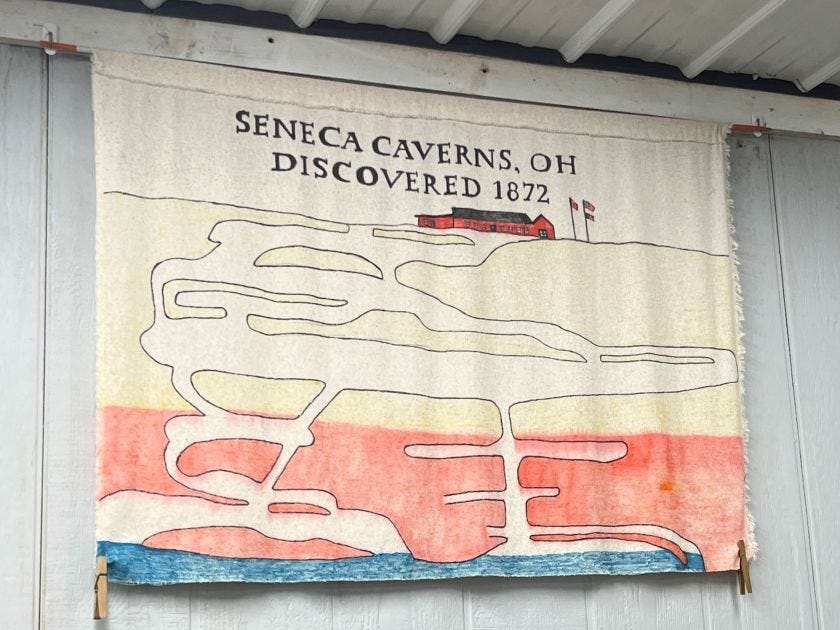 SENECA CAVERNS, OH
DISCOVERED 1872